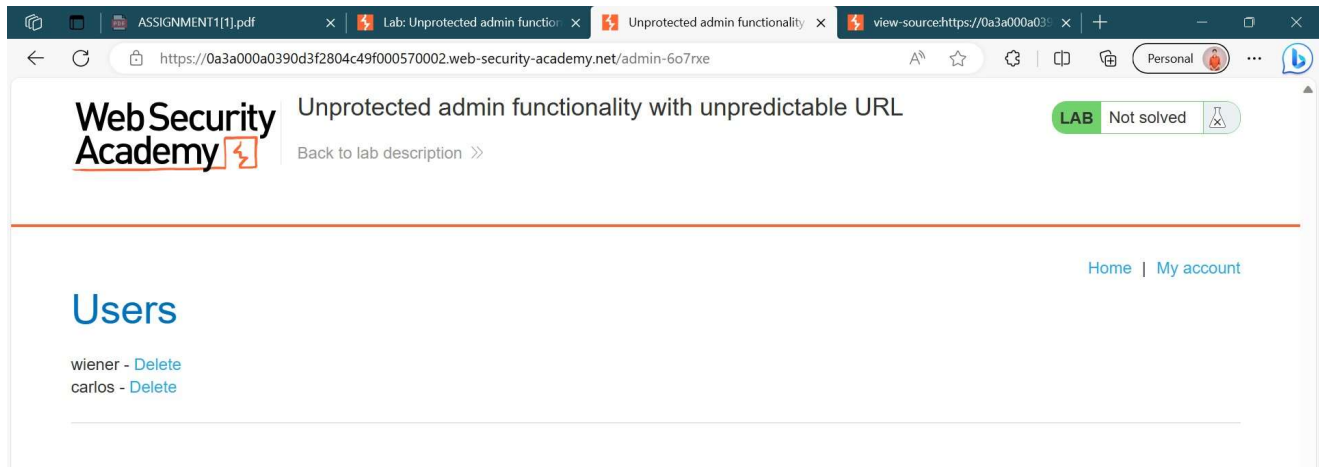 ASSIGNMENT1[1].pdf
Lab: Unprotected admin function
Unprotected admin functionality
view-source:https://0a3a000a039
https://0a3a000a0390d3f2804c49f000570002.web-security-academy.net/admin-6o7rxe
Personal
Web Security
Academy
Unprotected admin functionality with unpredictable URL
Back to lab description >>
LAB Not solved
Home | My account
Users
wiener - Delete
carlos - Delete